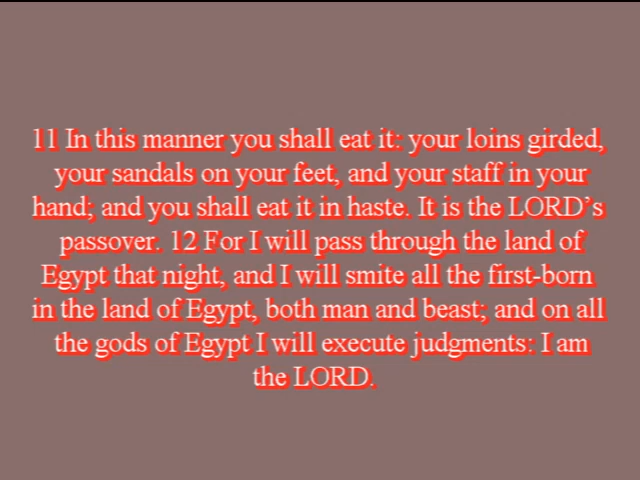 11 In this manner you shall eat it: your loins girded,
your sandals on your feet, and your staff in your
hand; and you shall eat it in haste. It is the LORD’s
passover. 12 For I will pass through the land of
Egypt that night, and I will smite all the first-born
in the land of Egypt, both man and beast; and on all
the gods of Egypt I will execute judgments: I am
the LORD.